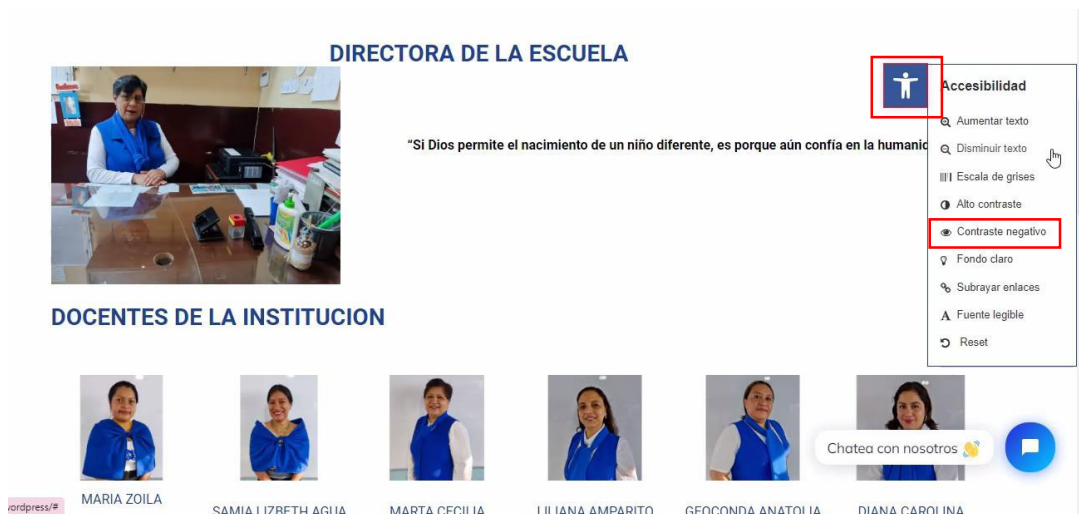 DIRECTORA DE LA ESCUELA
Accesibilidad
Aumentar texto
"Si Dios permite el nacimiento de un niño diferente, es porque aún confía en la humanid
Disminuir texto
Escala de grises
Alto contraste
Contraste negativo
Fondo claro
Subrayar enlaces
Fuente legible
Reset
DOCENTES DE LA INSTITUCION
Chatea con nosotros
MARIA ZOILA
SAMIA LIZBETH AGUA
MARTA CECILIA
LILIANA AMPARITO
GEOCONDA ANATOLIA
DIANA CAROLINA
wordpress/#